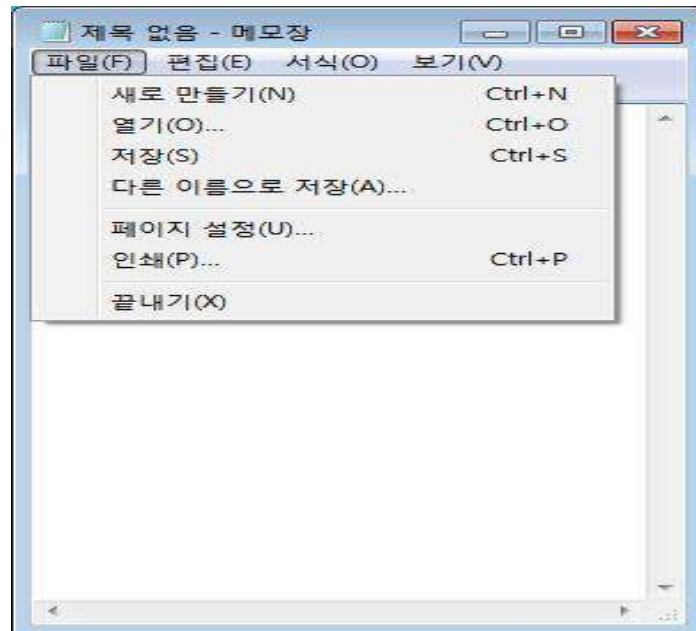 제목 없음 - 메모장
파일(F) 편집(E) 서식(O) 보기(V)
새로 만들기(N) Ctrl+N
열기(O)... Ctrl+O
저장(S) Ctrl+S
다른 이름으로 저장(A)...
페이지 설정(U)...
인쇄(P)... Ctrl+P
끝내기(X)